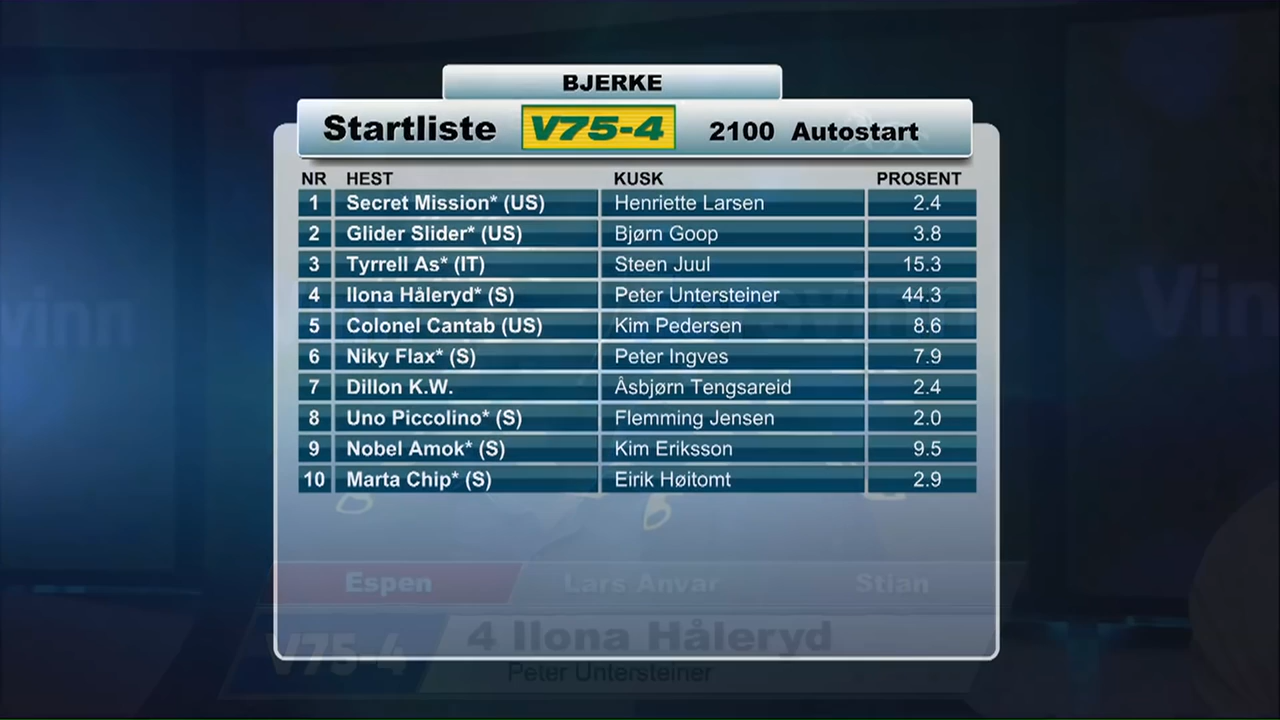 BJERKE
Startliste V75-4 2100 Autostart
NR HEST KUSK PROSENT
1 Secret Mission* (US) Henriette Larsen 2.4
2 Glider Slider* (US) Bjørn Goop 3.8
3 Tyrrell As* (IT) Steen Juul 15.3
4 Ilona Håleryd* (S) Peter Untersteiner 44.3
5 Colonel Cantab (US) Kim Pedersen 8.6
6 Niky Flax* (S) Peter Ingves 7.9
7 Dillon K.W. Åsbjørn Tengsareid 2.4
8 Uno Piccolino* (S) Flemming Jensen 2.0
9 Nobel Amok* (S) Kim Eriksson 9.5
10 Marta Chip* (S) Eirik Høitomt 2.9
Espen Lars Anvar Stian
V75-4 4 Ilona Håleryd
Peter Untersteiner